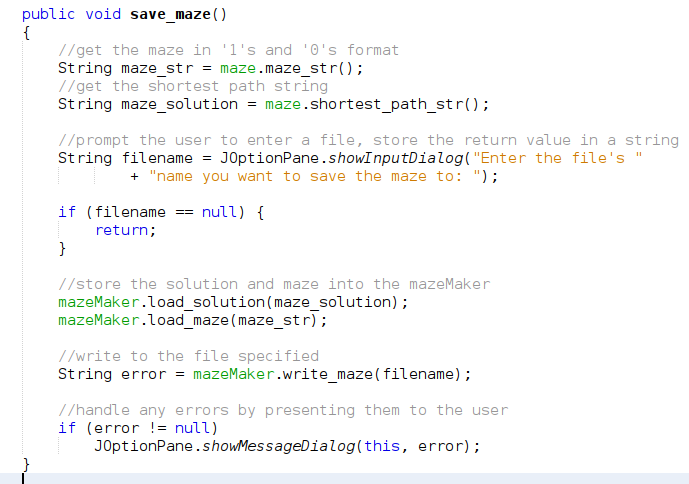 public void save_maze()
{
    //get the maze in '1's and '0's format
    String maze_str = maze.maze_str();
    //get the shortest path string
    String maze_solution = maze.shortest_path_str();

    //prompt the user to enter a file, store the return value in a string
    String filename = JOptionPane.showInputDialog("Enter the file's "
            + "name you want to save the maze to: ");

    if (filename == null) {
        return;
    }

    //store the solution and maze into the mazeMaker
    mazeMaker.load_solution(maze_solution);
    mazeMaker.load_maze(maze_str);

    //write to the file specified
    String error = mazeMaker.write_maze(filename);

    //handle any errors by presenting them to the user
    if (error != null)
        JOptionPane.showMessageDialog(this, error);
}